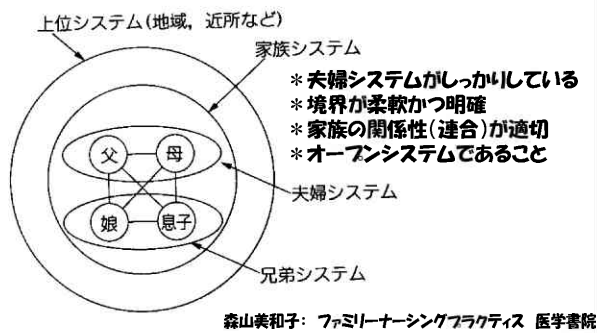 上位システム(地域，近所など)
家族システム
＊夫婦システムがしっかりしている
＊境界が柔軟かつ明確
＊家族の関係性(連合)が適切
＊オープンシステムであること
父
母
夫婦システム
娘
息子
兄弟システム
森山美和子: ファミリーナーシングプラクティス 医学書院